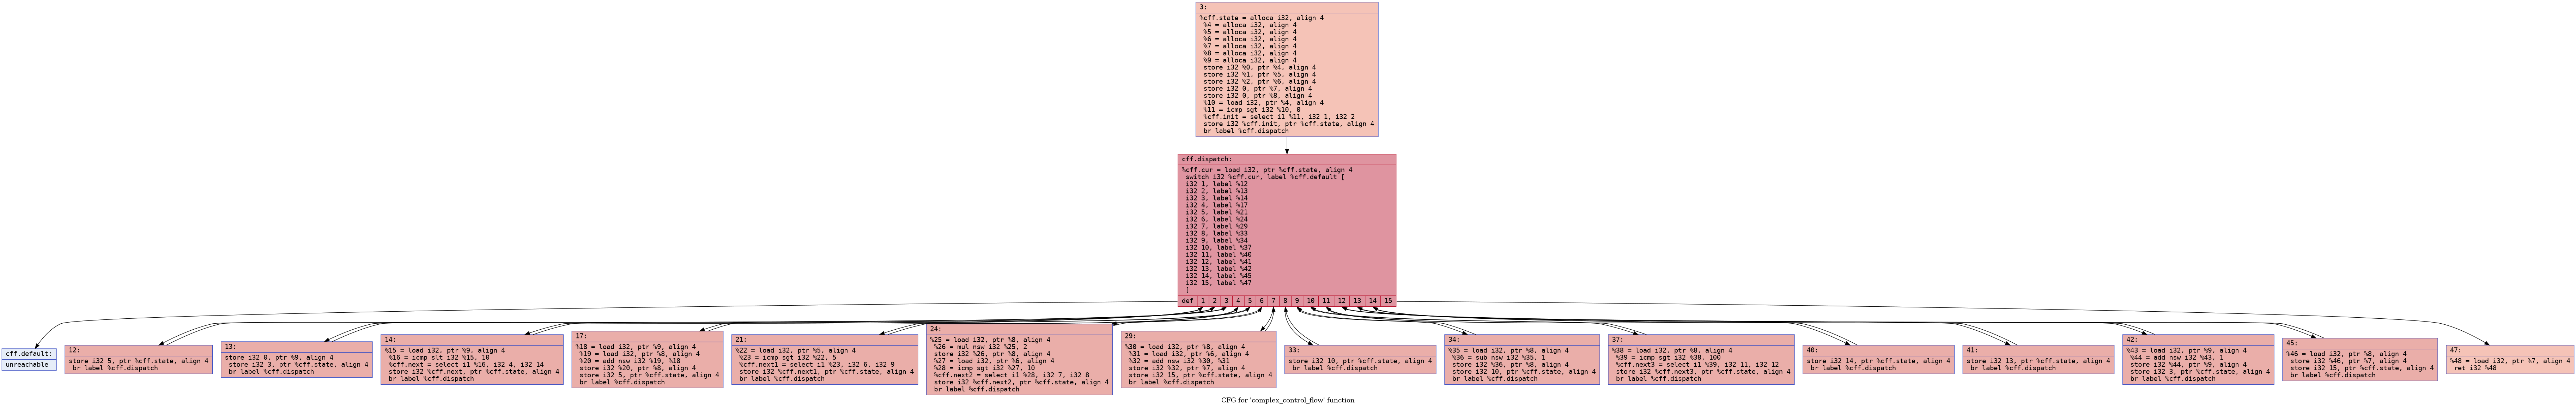 3:
%cff.state = alloca i32, align 4
%4 = alloca i32, align 4
%5 = alloca i32, align 4
%6 = alloca i32, align 4
%7 = alloca i32, align 4
%8 = alloca i32, align 4
%9 = alloca i32, align 4
store i32 %0, ptr %4, align 4
store i32 %1, ptr %5, align 4
store i32 %2, ptr %6, align 4
store i32 0, ptr %7, align 4
store i32 0, ptr %8, align 4
%10 = load i32, ptr %4, align 4
%11 = icmp sgt i32 %10, 0
%cff.init = select i1 %11, i32 1, i32 2
store i32 %cff.init, ptr %cff.state, align 4
br label %cff.dispatch
cff.dispatch:
%cff.cur = load i32, ptr %cff.state, align 4
switch i32 %cff.cur, label %cff.default [
i32 1, label %12
i32 2, label %13
i32 3, label %14
i32 4, label %17
i32 5, label %21
i32 6, label %24
i32 7, label %29
i32 8, label %33
i32 9, label %34
i32 10, label %37
i32 11, label %40
i32 12, label %41
i32 13, label %42
i32 14, label %45
i32 15, label %47
]
def 1 2 3 4 5 6 7 8 9 10 11 12 13 14 15
cff.default:
unreachable
12:
store i32 5, ptr %cff.state, align 4
br label %cff.dispatch
13:
store i32 0, ptr %9, align 4
store i32 3, ptr %cff.state, align 4
br label %cff.dispatch
14:
%15 = load i32, ptr %9, align 4
%16 = icmp slt i32 %15, 10
%cff.next = select i1 %16, i32 4, i32 14
store i32 %cff.next, ptr %cff.state, align 4
br label %cff.dispatch
17:
%18 = load i32, ptr %9, align 4
%19 = load i32, ptr %8, align 4
%20 = add nsw i32 %19, %18
store i32 %20, ptr %8, align 4
store i32 5, ptr %cff.state, align 4
br label %cff.dispatch
21:
%22 = load i32, ptr %5, align 4
%23 = icmp sgt i32 %22, 5
%cff.next1 = select i1 %23, i32 6, i32 9
store i32 %cff.next1, ptr %cff.state, align 4
br label %cff.dispatch
24:
%25 = load i32, ptr %8, align 4
%26 = mul nsw i32 %25, 2
store i32 %26, ptr %8, align 4
%27 = load i32, ptr %6, align 4
%28 = icmp sgt i32 %27, 10
%cff.next2 = select i1 %28, i32 7, i32 8
store i32 %cff.next2, ptr %cff.state, align 4
br label %cff.dispatch
29:
%30 = load i32, ptr %8, align 4
%31 = load i32, ptr %6, align 4
%32 = add nsw i32 %30, %31
store i32 %32, ptr %7, align 4
store i32 15, ptr %cff.state, align 4
br label %cff.dispatch
33:
store i32 10, ptr %cff.state, align 4
br label %cff.dispatch
34:
%35 = load i32, ptr %8, align 4
%36 = sub nsw i32 %35, 1
store i32 %36, ptr %8, align 4
store i32 10, ptr %cff.state, align 4
br label %cff.dispatch
37:
%38 = load i32, ptr %8, align 4
%39 = icmp sgt i32 %38, 100
%cff.next3 = select i1 %39, i32 11, i32 12
store i32 %cff.next3, ptr %cff.state, align 4
br label %cff.dispatch
40:
store i32 14, ptr %cff.state, align 4
br label %cff.dispatch
41:
store i32 13, ptr %cff.state, align 4
br label %cff.dispatch
42:
%43 = load i32, ptr %9, align 4
%44 = add nsw i32 %43, 1
store i32 %44, ptr %9, align 4
store i32 3, ptr %cff.state, align 4
br label %cff.dispatch
45:
%46 = load i32, ptr %8, align 4
store i32 %46, ptr %7, align 4
store i32 15, ptr %cff.state, align 4
br label %cff.dispatch
47:
%48 = load i32, ptr %7, align 4
ret i32 %48
CFG for 'complex_control_flow' function